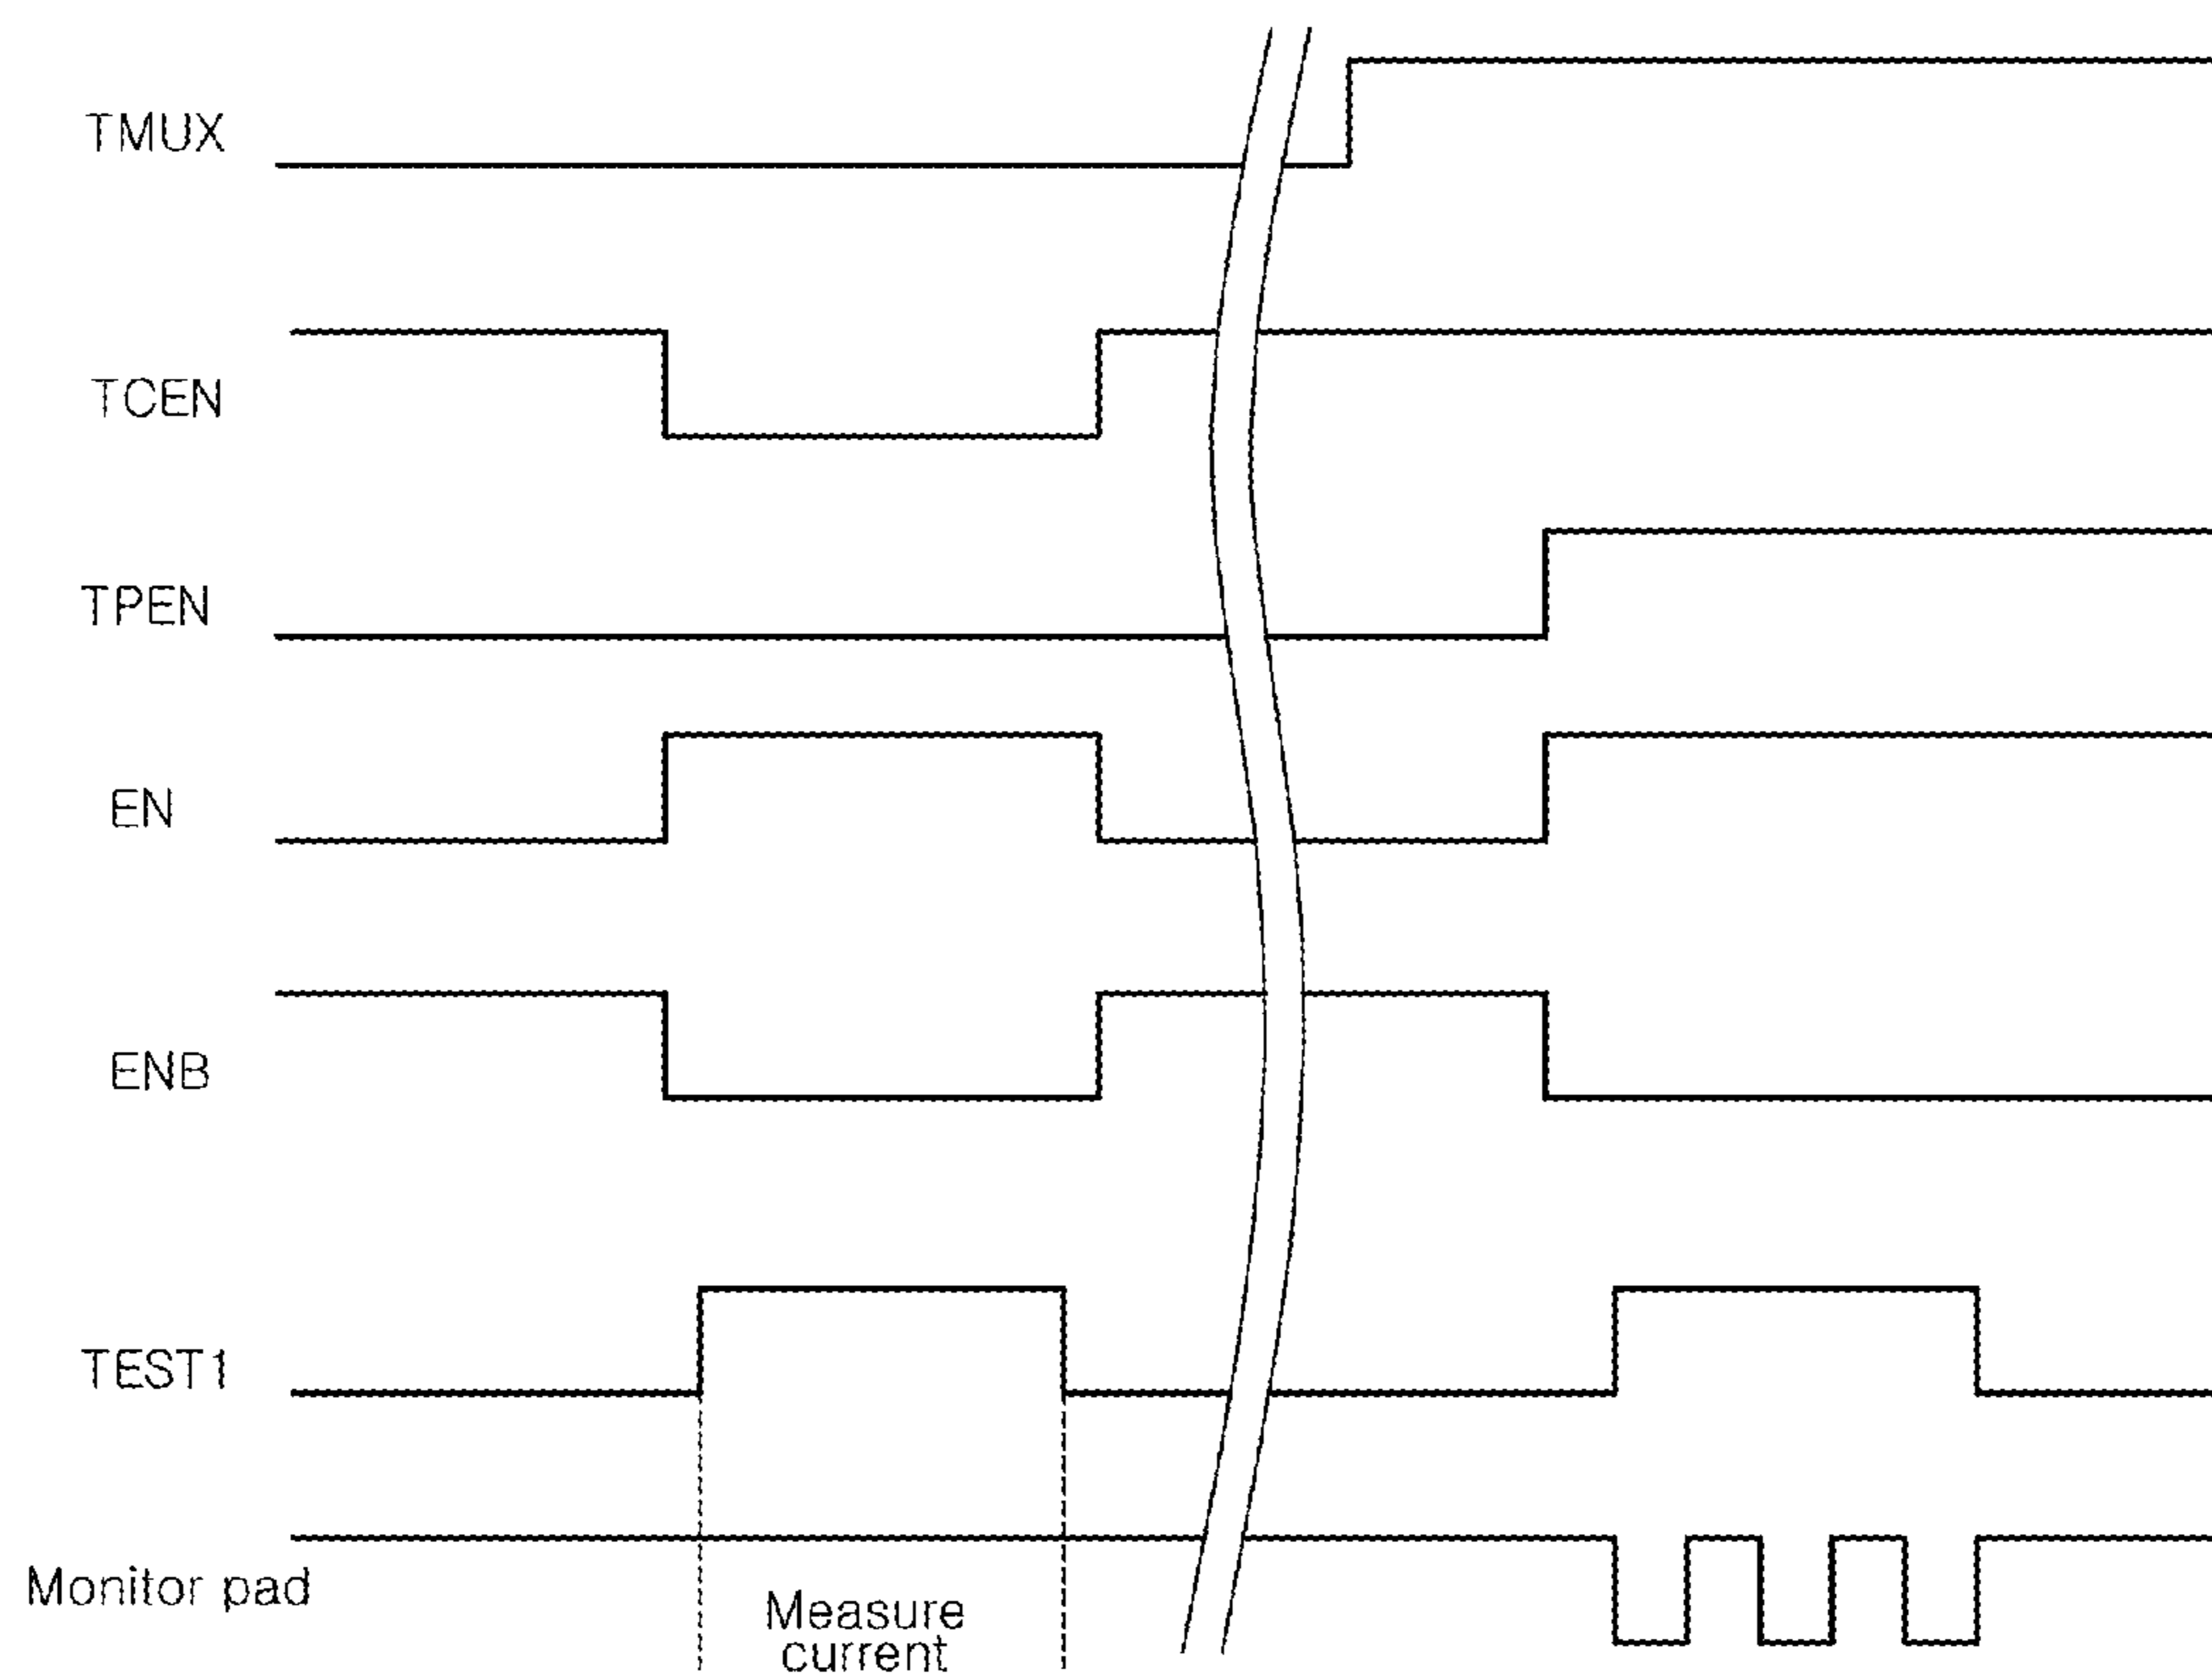 TMUX
TCEN
TPEN
EN
ENB
TEST1
Monitor pad
Measure
current